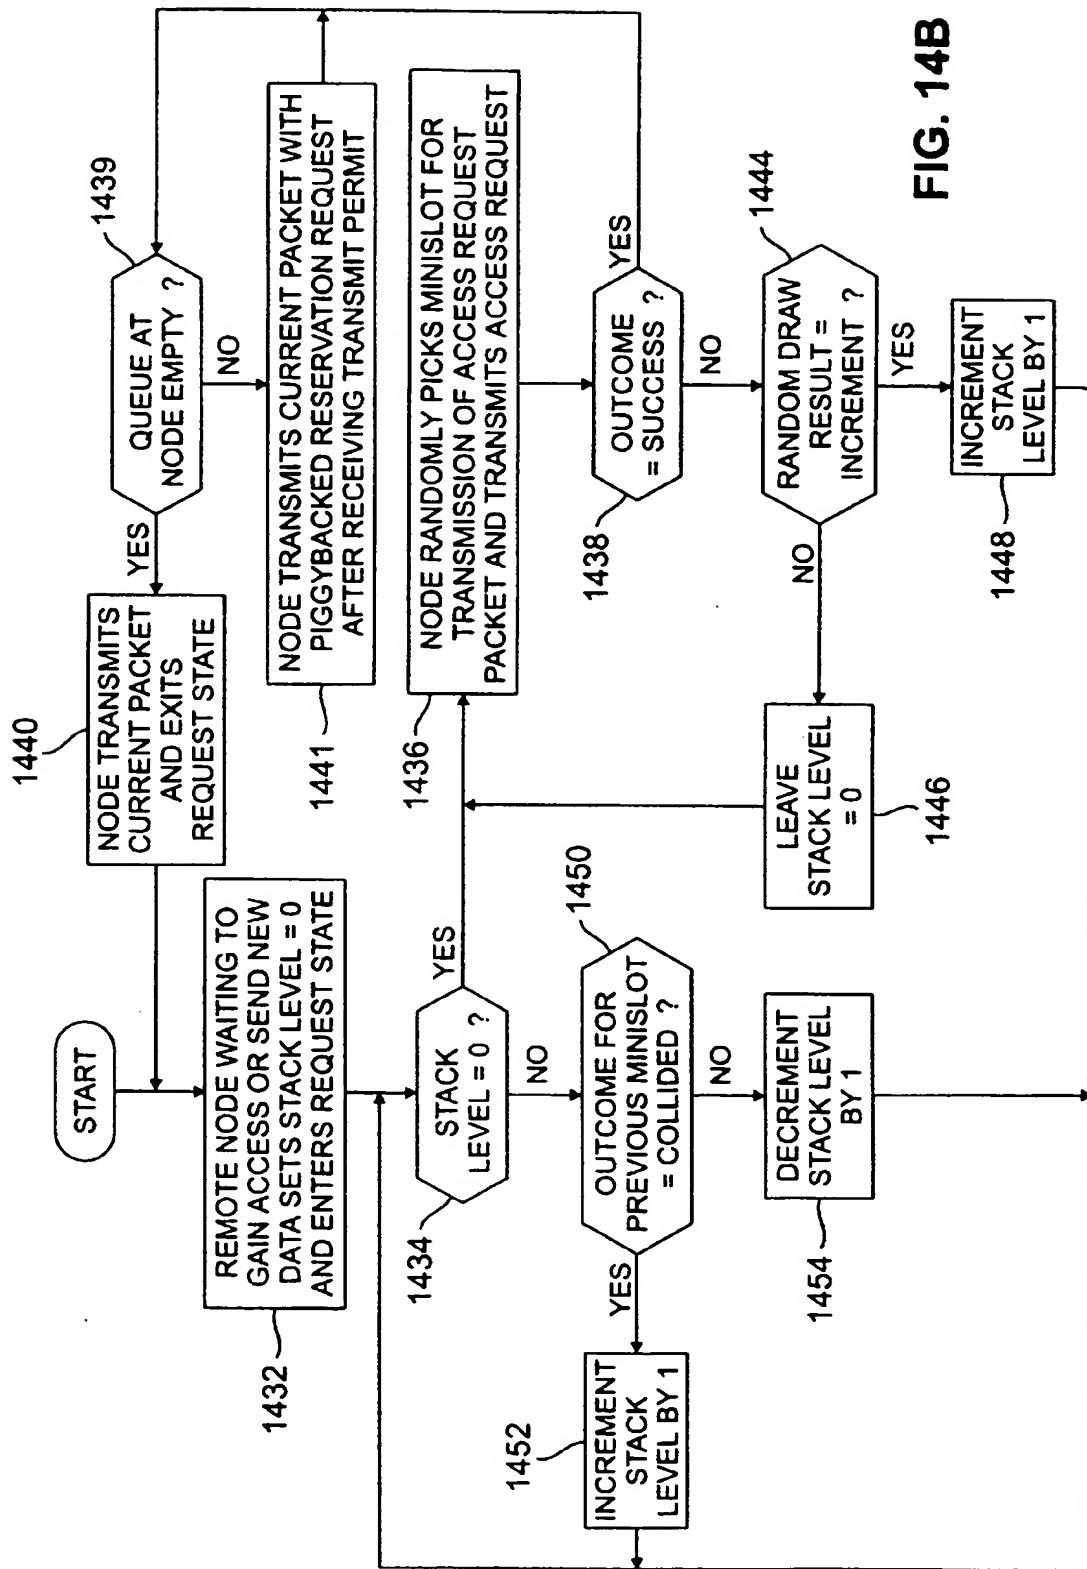 START
REMOTE NODE WAITING TO
GAIN ACCESS OR SEND NEW
DATA SETS STACK LEVEL = 0
AND ENTERS REQUEST STATE
1432
STACK
LEVEL = 0 ?
1434
YES
NO
OUTCOME FOR
PREVIOUS MINISLOT
= COLLIDED ?
1450
YES
NO
INCREMENT
STACK
LEVEL BY 1
1452
DECREMENT
STACK LEVEL
BY 1
1454
1440
NODE TRANSMITS
CURRENT PACKET
AND EXITS
REQUEST STATE
YES
QUEUE AT
NODE EMPTY ?
1439
NO
NODE TRANSMITS CURRENT PACKET WITH
PIGGYBACKED RESERVATION REQUEST
AFTER RECEIVING TRANSMIT PERMIT
1441
1436
NODE RANDOMLY PICKS MINISLOT FOR
TRANSMISSION OF ACCESS REQUEST
PACKET AND TRANSMITS ACCESS REQUEST
OUTCOME
= SUCCESS ?
1438
YES
NO
RANDOM DRAW
RESULT =
INCREMENT ?
1444
NO
YES
LEAVE
STACK LEVEL
= 0
1446
INCREMENT
STACK
LEVEL BY 1
1448
FIG. 14B